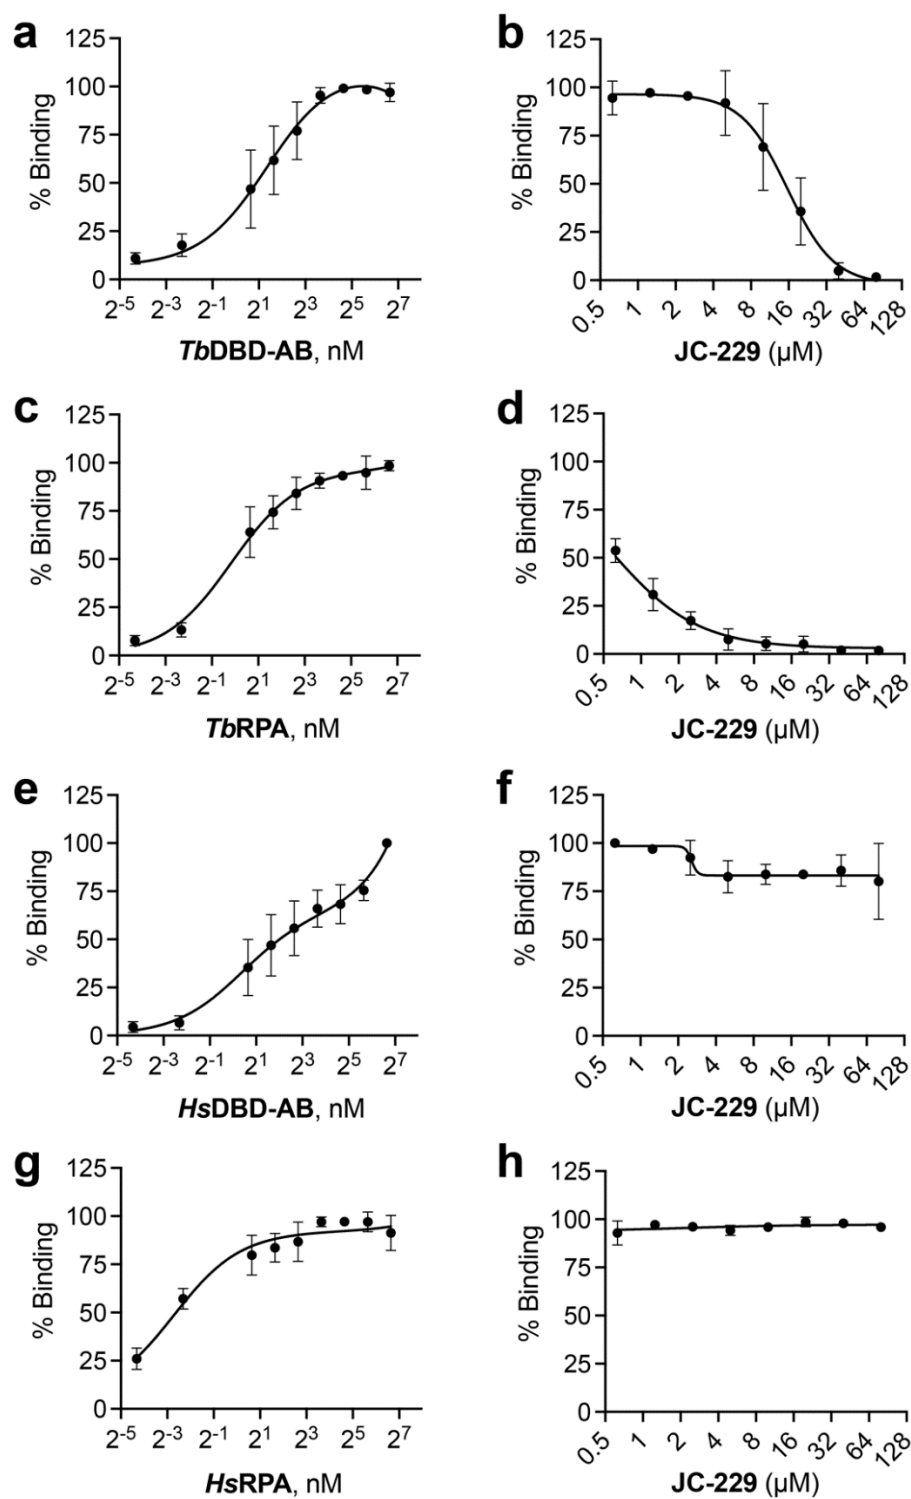 a
125
100
75
50
25
0
% Binding
2⁻⁵ 2⁻³ 2⁻¹ 2¹ 2³ 2⁵ 2⁷
TbDBD-AB, nM
b
125
100
75
50
25
0
% Binding
0.5 1 2 4 8 16 32 64 128
JC-229 (µM)
c
125
100
75
50
25
0
% Binding
2⁻⁵ 2⁻³ 2⁻¹ 2¹ 2³ 2⁵ 2⁷
TbRPA, nM
d
125
100
75
50
25
0
% Binding
0.5 1 2 4 8 16 32 64 128
JC-229 (µM)
e
125
100
75
50
25
0
% Binding
2⁻⁵ 2⁻³ 2⁻¹ 2¹ 2³ 2⁵ 2⁷
HsDBD-AB, nM
f
125
100
75
50
25
0
% Binding
0.5 1 2 4 8 16 32 64 128
JC-229 (µM)
g
125
100
75
50
25
0
% Binding
2⁻⁵ 2⁻³ 2⁻¹ 2¹ 2³ 2⁵ 2⁷
HsRPA, nM
h
125
100
75
50
25
0
% Binding
0.5 1 2 4 8 16 32 64 128
JC-229 (µM)